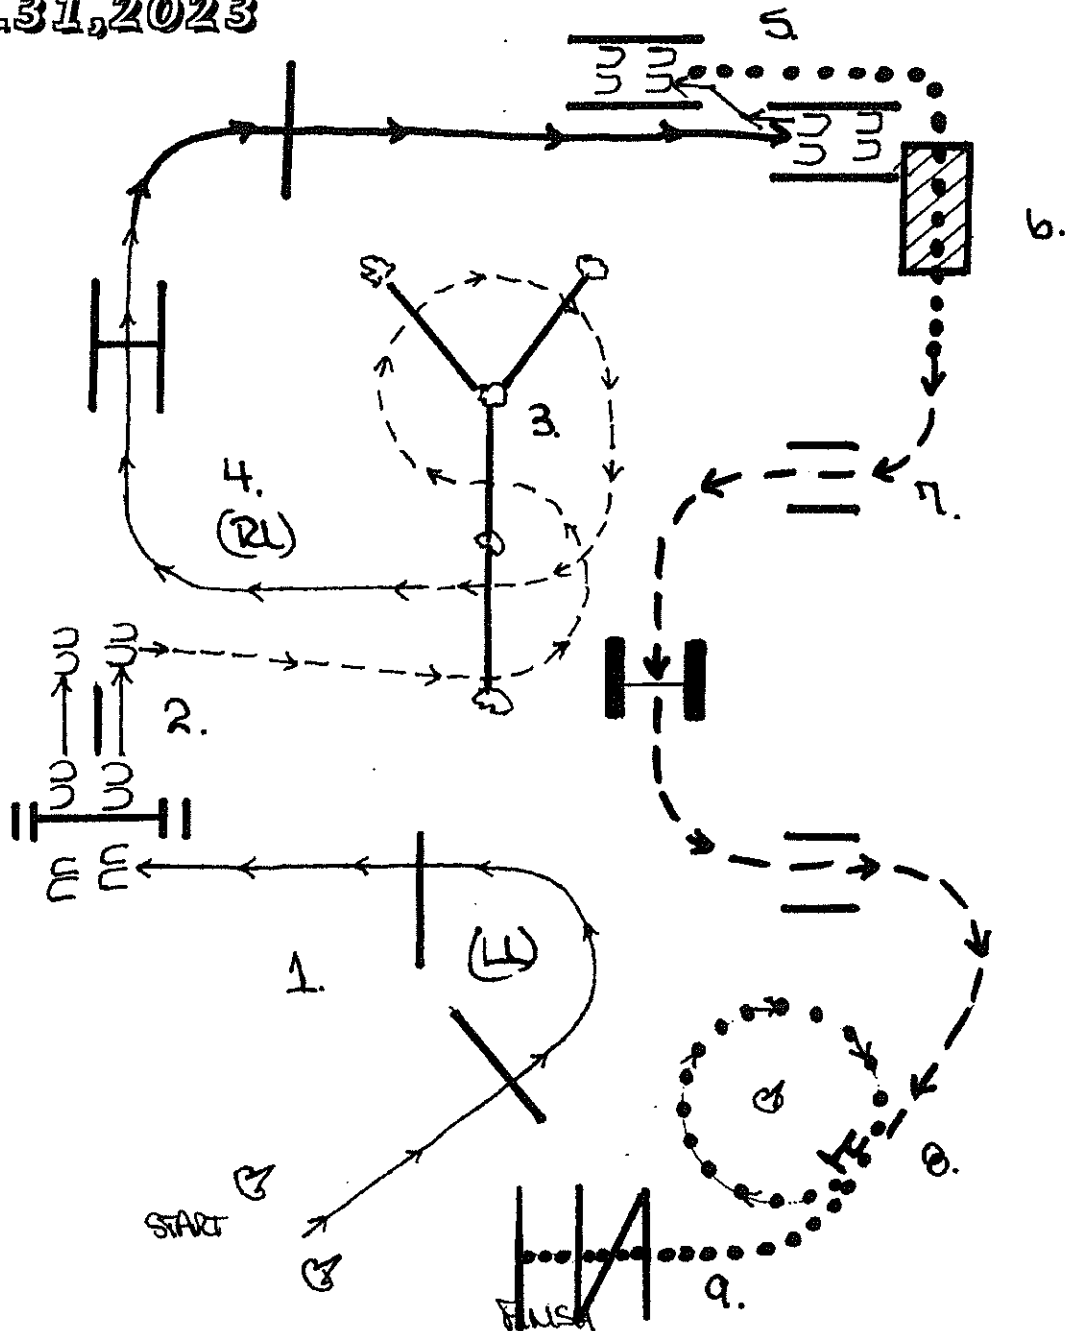 .31,2023
5.
6.
3.
4.
(RL)
7.
2.
1.
(LL)
8.
START
9.
FINISH